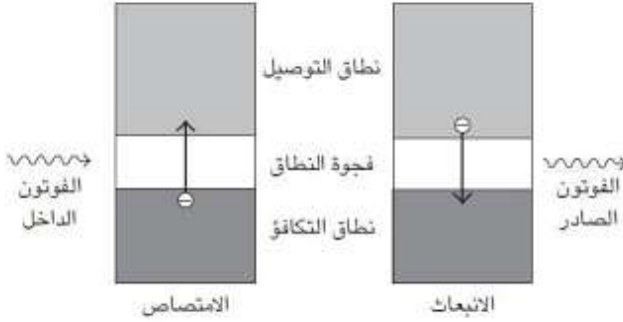 نطاق التوصيل
فجوة النطاق
نطاق التكافؤ
الفوتون
الداخل
الفوتون
الصادر
الامتصاص
الانبعاث